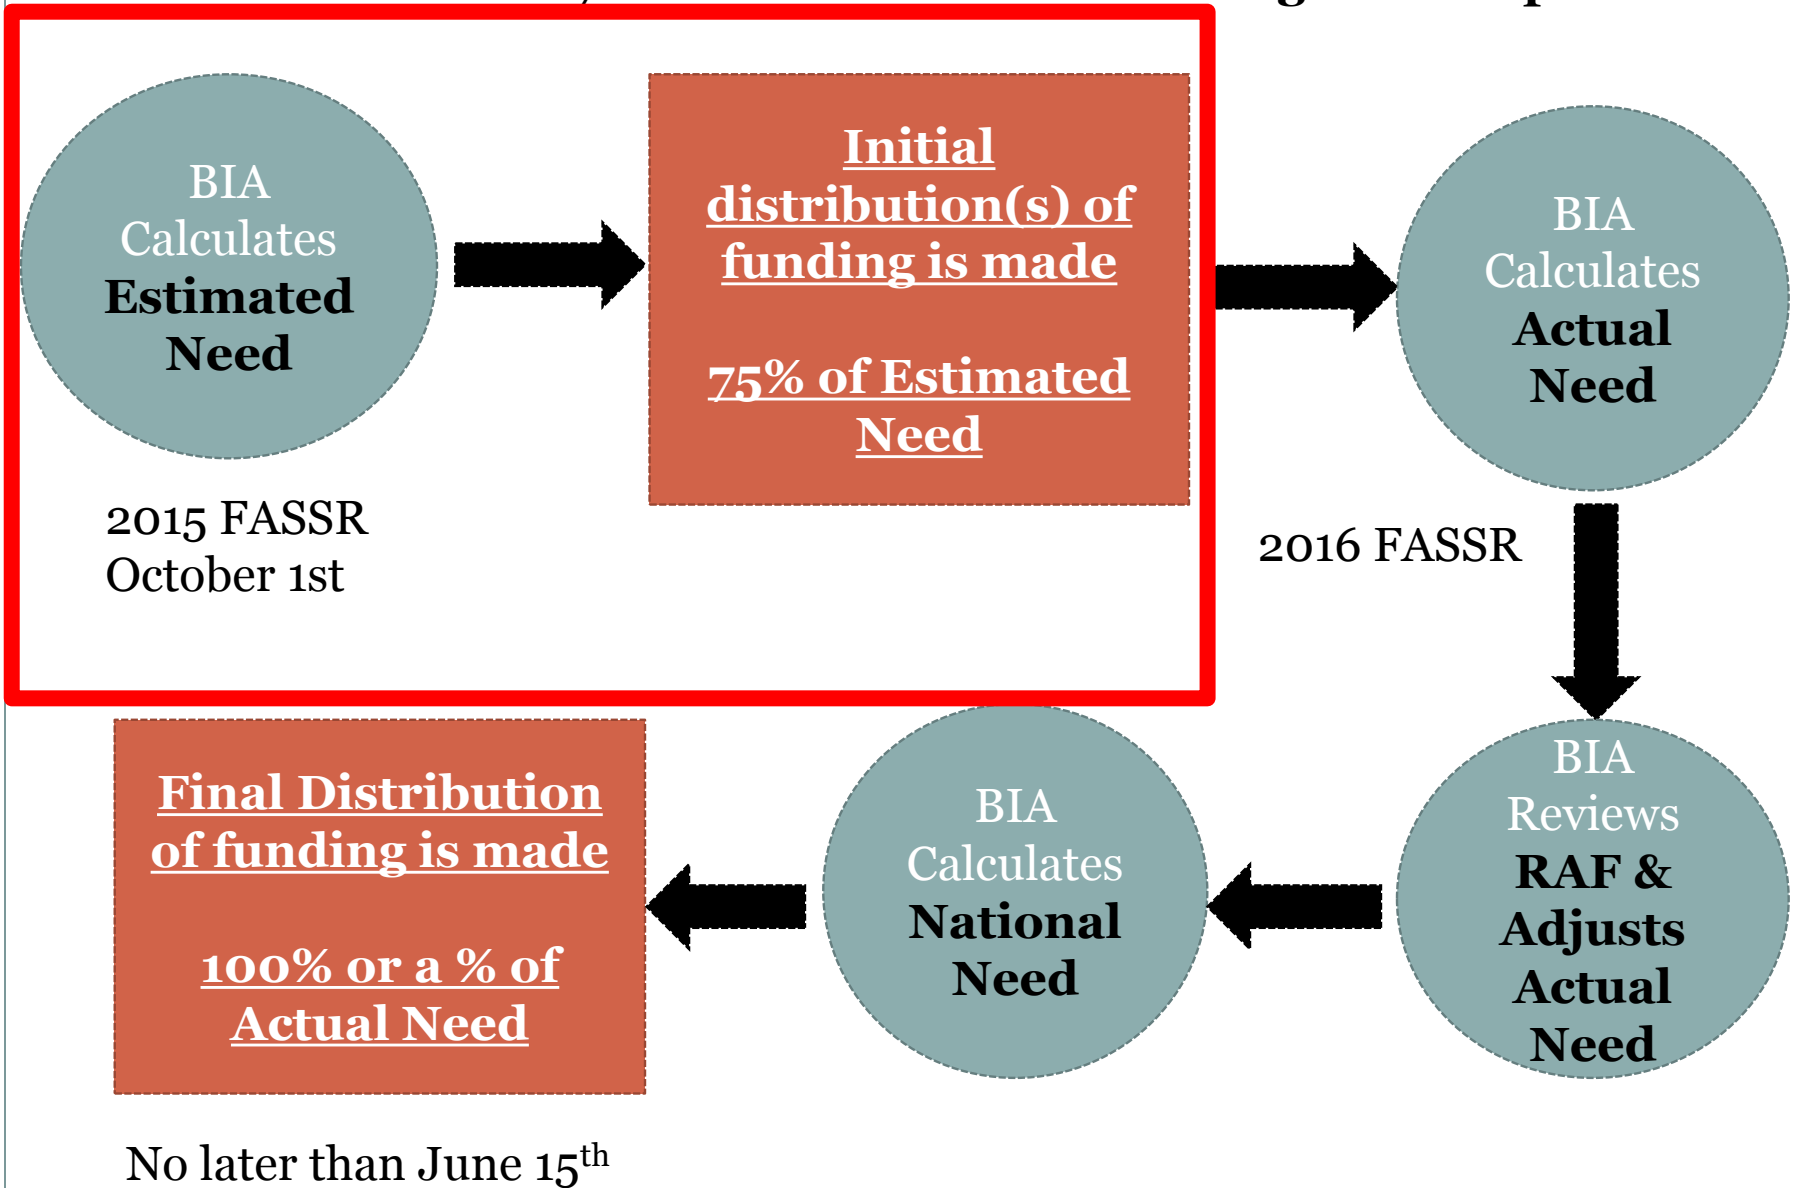 BIA
Calculates
Estimated
Need
2015 FASSR
October 1st
Initial
distribution(s) of
funding is made
75% of Estimated
Need
BIA
Calculates
Actual
Need
2016 FASSR
BIA
Reviews
RAF &
Adjusts
Actual
Need
BIA
Calculates
National
Need
Final Distribution
of funding is made
100% or a % of
Actual Need
No later than June 15th